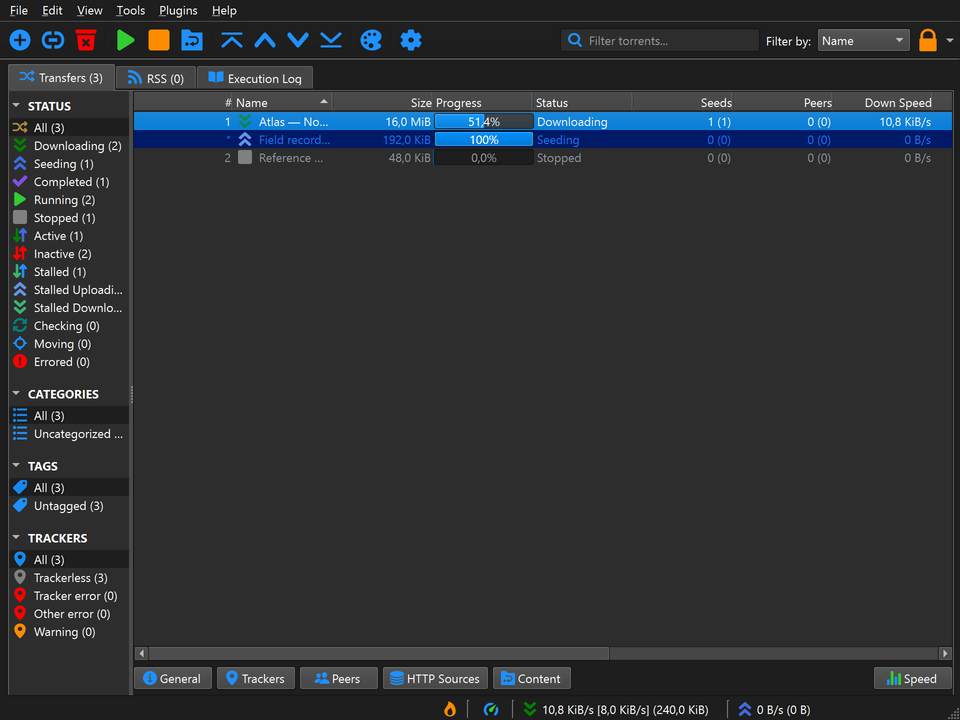 File Edit View Tools Plugins Help
Filter torrents... Filter by: Name
Transfers (3) RSS (0) Execution Log
STATUS
All (3)
Downloading (2)
Seeding (1)
Completed (1)
Running (2)
Stopped (1)
Active (1)
Inactive (2)
Stalled (1)
Stalled Uploadi...
Stalled Downlo...
Checking (0)
Moving (0)
Errored (0)
CATEGORIES
All (3)
Uncategorized ...
TAGS
All (3)
Untagged (3)
TRACKERS
All (3)
Trackerless (3)
Tracker error (0)
Other error (0)
Warning (0)
# Name Size Progress Status Seeds Peers Down Speed
1 Atlas — No... 16,0 MiB 51,4% Downloading 1 (1) 0 (0) 10,8 KiB/s
* Field record... 192,0 KiB 100% Seeding 0 (0) 0 (0) 0 B/s
2 Reference ... 48,0 KiB 0,0% Stopped 0 (0) 0 (0) 0 B/s
General Trackers Peers HTTP Sources Content Speed
10,8 KiB/s [8,0 KiB/s] (240,0 KiB) 0 B/s (0 B)